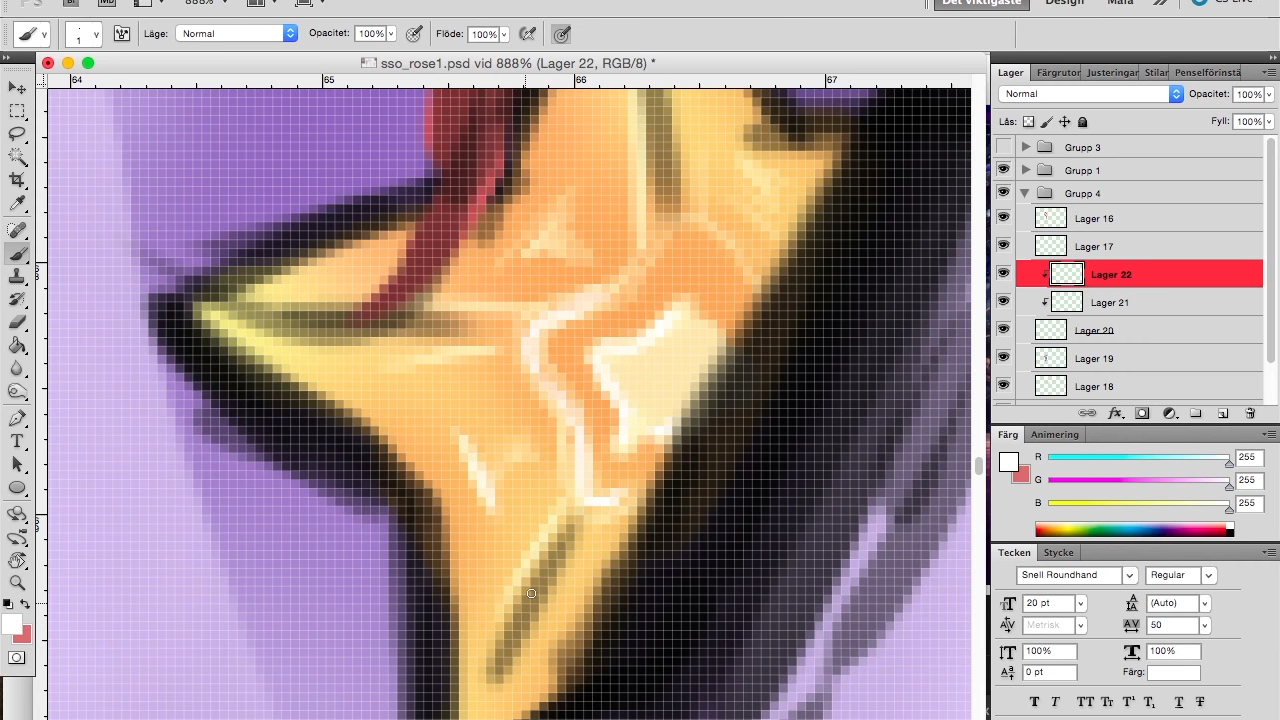 Br
Mb
888%
Det viktigaste
Design
Måla
CS Live
1
Läge:
Normal
Opacitet:
100%
Flöde:
100%
sso_rose1.psd vid 888% (Lager 22, RGB/8) *
64
65
66
67
Lager
Färgrutor
Justeringar
Stilar
Normal
Opacitet:
100%
Lås:
Fyll:
100%
Grupp 3
Grupp 1
Grupp 4
Lager 16
Lager 17
Lager 22
Lager 21
Lager 20
Lager 19
Lager 18
Färg
Animering
R
255
G
255
B
255
Tecken
Stycke
Snell Roundhand
Regular
20 pt
(Auto)
Metrisk
50
100%
100%
0 pt
Färg: